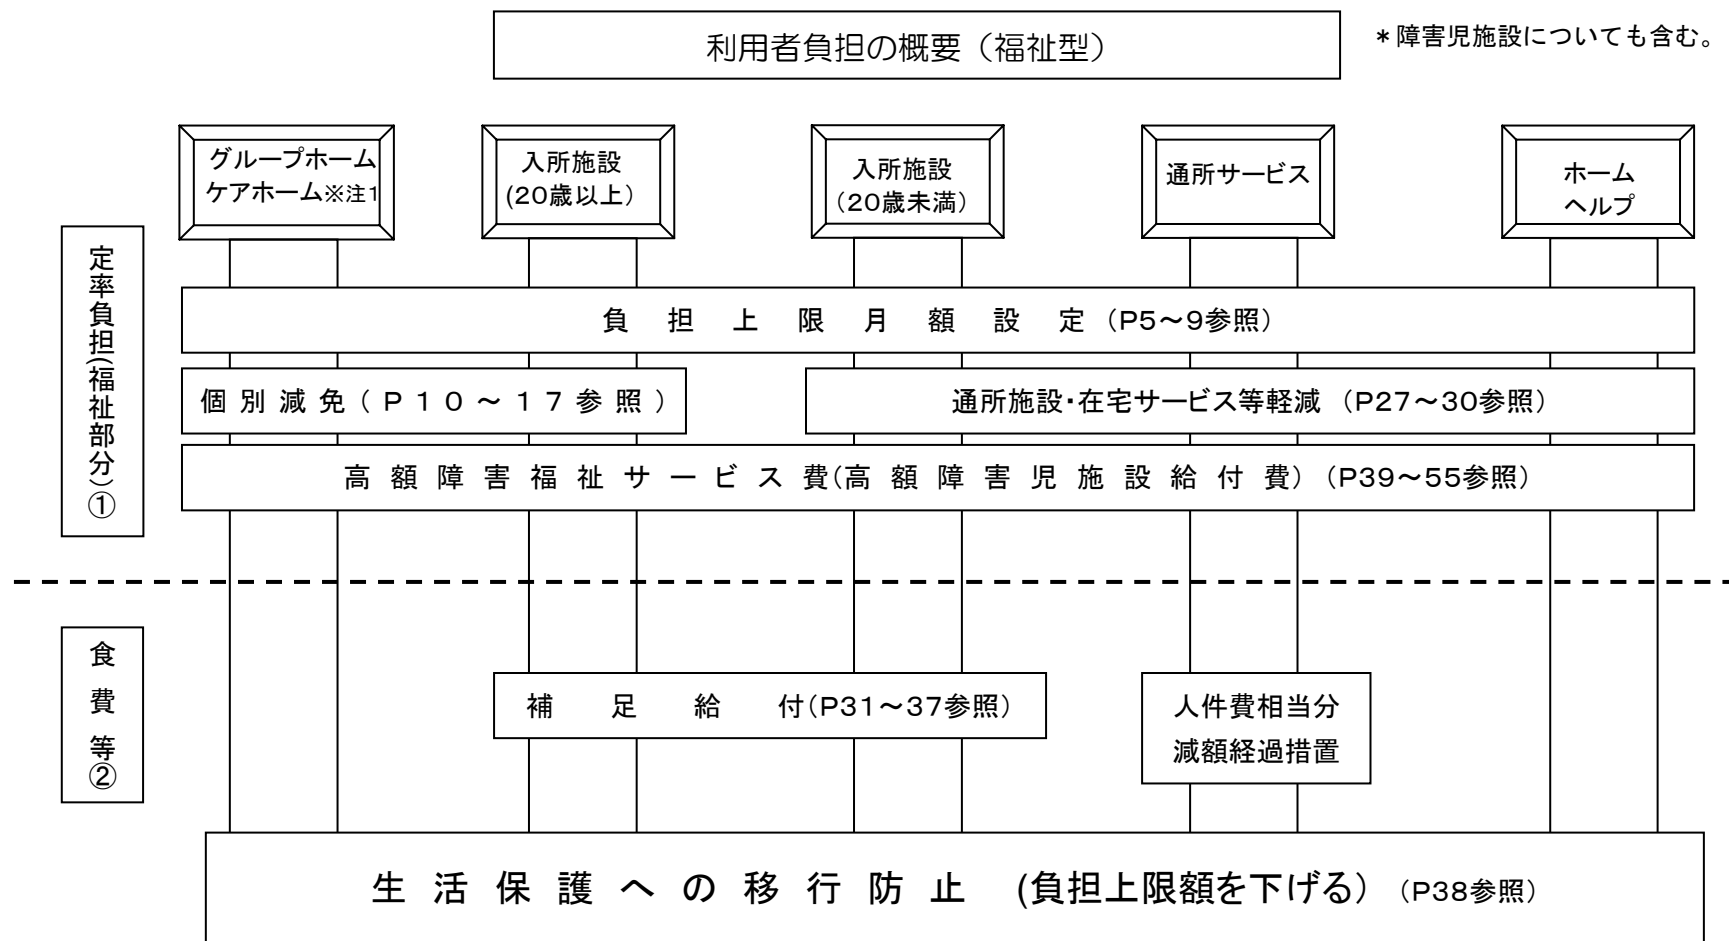 利用者負担の概要（福祉型）
＊障害児施設についても含む。
グループホーム
ケアホーム※注1
入所施設
(20歳以上）
入所施設
（20歳未満）
通所サービス
ホーム
ヘルプ
定率負担(福祉部分)①
負担上限月額設定（P5～9参照）
個別減免（P10～17参照）
通所施設・在宅サービス等軽減（P27～30参照）
高額障害福祉サービス費(高額障害児施設給付費）（P39～55参照）
食費等②
補足給付(P31～37参照）
人件費相当分
減額経過措置
生活保護への移行防止 (負担上限額を下げる）（P38参照）